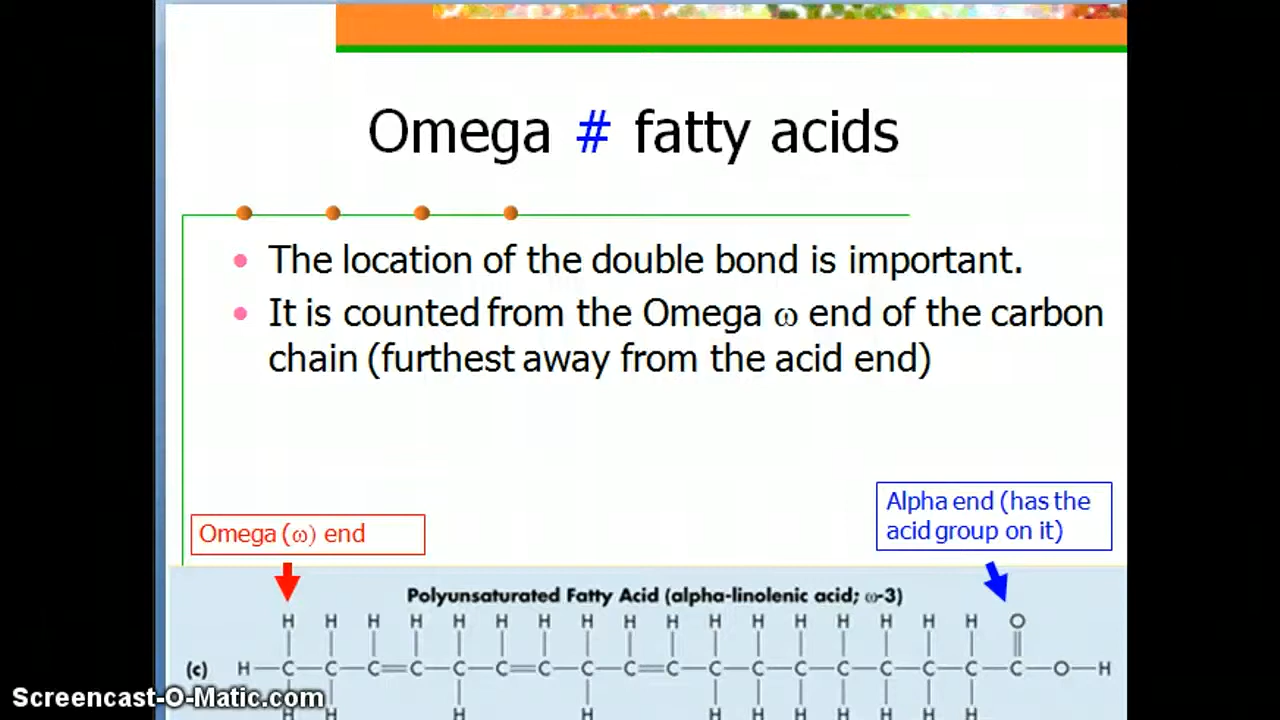 Omega # fatty acids
The location of the double bond is important.
It is counted from the Omega ω end of the carbon
chain (furthest away from the acid end)
Alpha end (has the
acid group on it)
Omega (ω) end
Polyunsaturated Fatty Acid (alpha-linolenic acid; ω-3)
H H H H H H H H H H H H H H H H H O
(c) H C C C C C C C C C C C C C C C C C C O H
H H H H H H H H H H H
Screencast-O-Matic.com